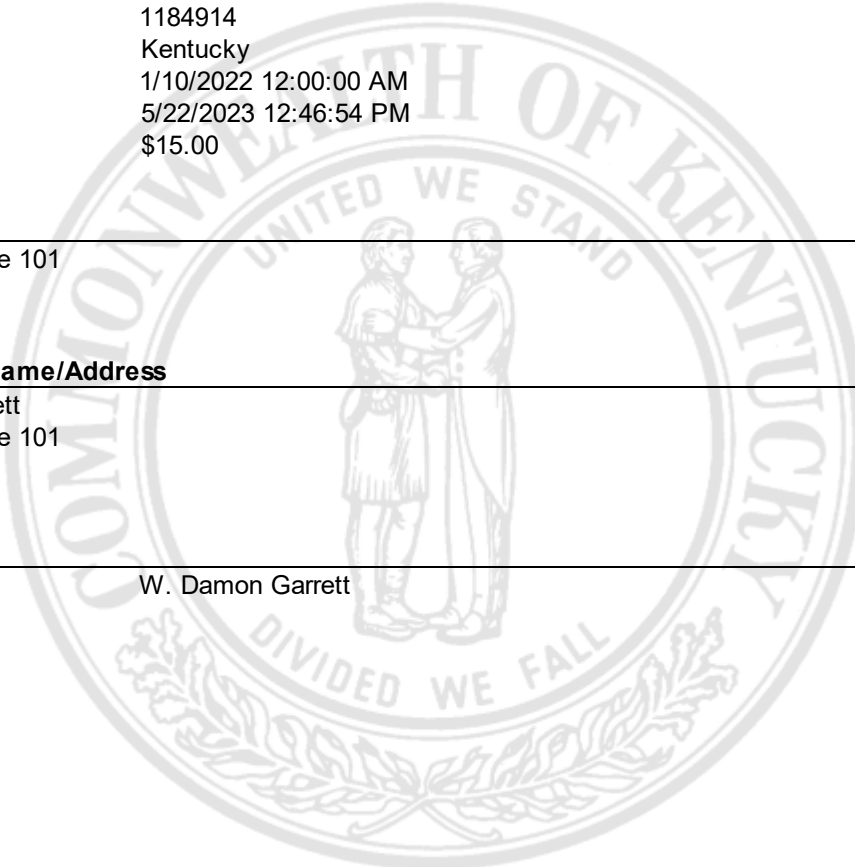 1184914
Kentucky
1/10/2022 12:00:00 AM
5/22/2023 12:46:54 PM
$15.00
e 101
ame/Address
ett
e 101
W. Damon Garrett
COMMONWEALTH OF KENTUCKY
UNITED WE STAND
DIVIDED WE FALL